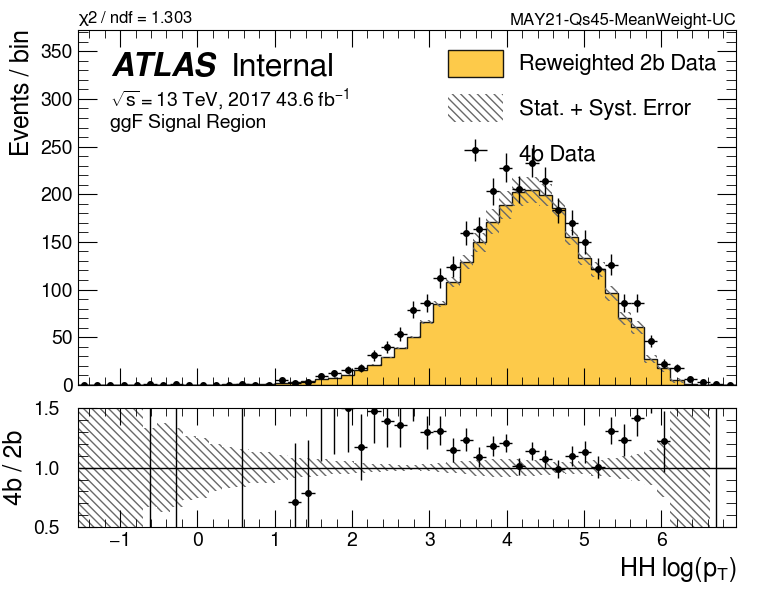 χ2 / ndf = 1.303
MAY21-Qs45-MeanWeight-UC
Events / bin
350
300
250
200
150
100
50
0
ATLAS Internal
√s = 13 TeV, 2017 43.6 fb⁻¹
ggF Signal Region
Reweighted 2b Data
Stat. + Syst. Error
4b Data
4b / 2b
1.5
1.0
0.5
−1 0 1 2 3 4 5 6
HH log(p_T)